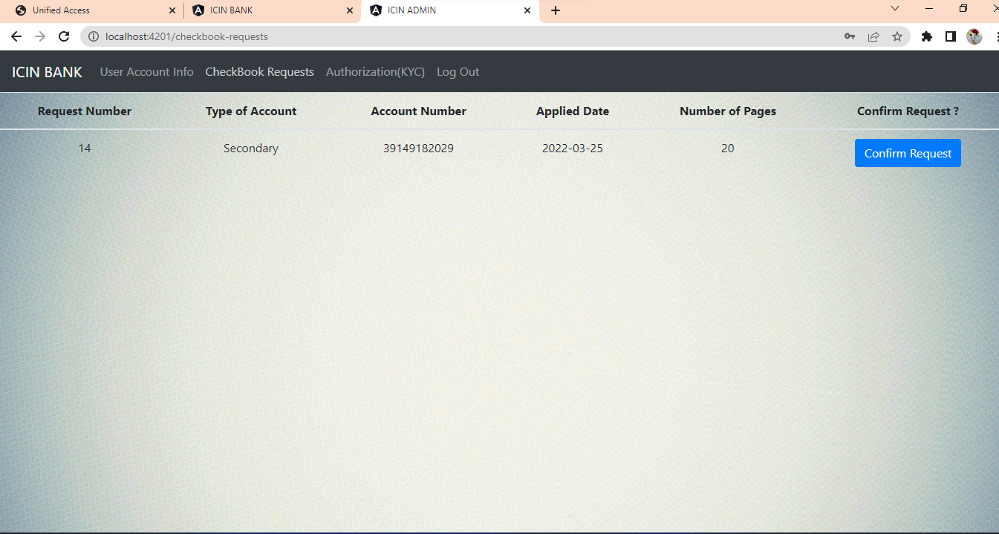 Unified Access ICIN BANK ICIN ADMIN
localhost:4201/checkbook-requests
ICIN BANK User Account Info CheckBook Requests Authorization(KYC) Log Out
Request Number Type of Account Account Number Applied Date Number of Pages Confirm Request ?
14 Secondary 39149182029 2022-03-25 20 Confirm Request